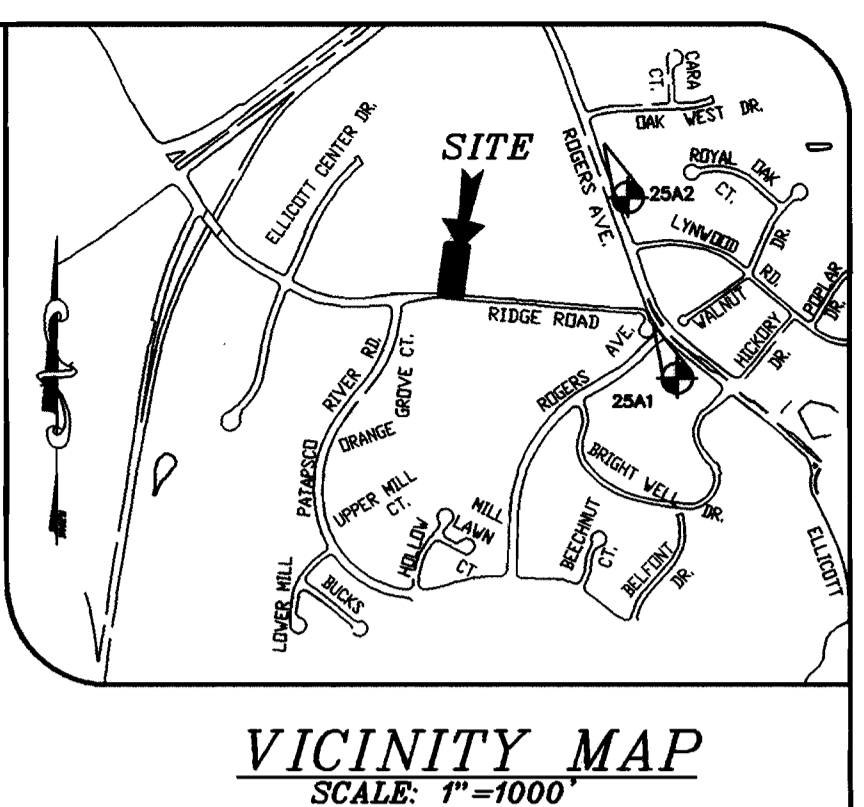 CARA
CT.
OAK WEST DR.
ELLICOTT CENTER DR.
SITE
ROGERS AVE.
ROYAL OAK
CT.
DR.
25A2
LYNWOOD
RD.
WALNUT
POPLAR
DR.
HICKORY
DR.
RIDGE ROAD
ROGERS AVE.
25A1
PATAPSCO RIVER RD.
GROVE CT.
ORANGE
UPPER MILL
CT.
BRIGHT WELL DR.
HOLLOW
MILL
LAWN
CT
BEECHNUT
CT.
BELFONT
DR.
ELLICOTT
LOWER MILL
BUCKS
VICINITY MAP
SCALE: 1"=1000'